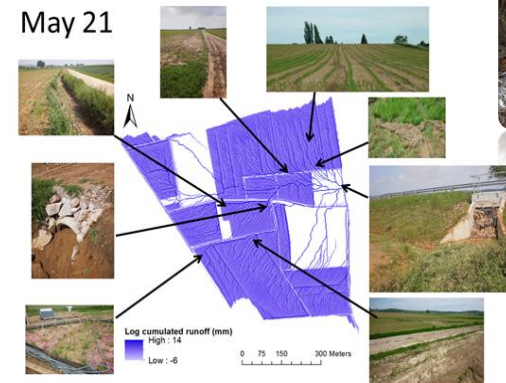 May 21
N
Log cumulated runoff (mm)
High : 14
Low : -6
0 75 150 300 Meters